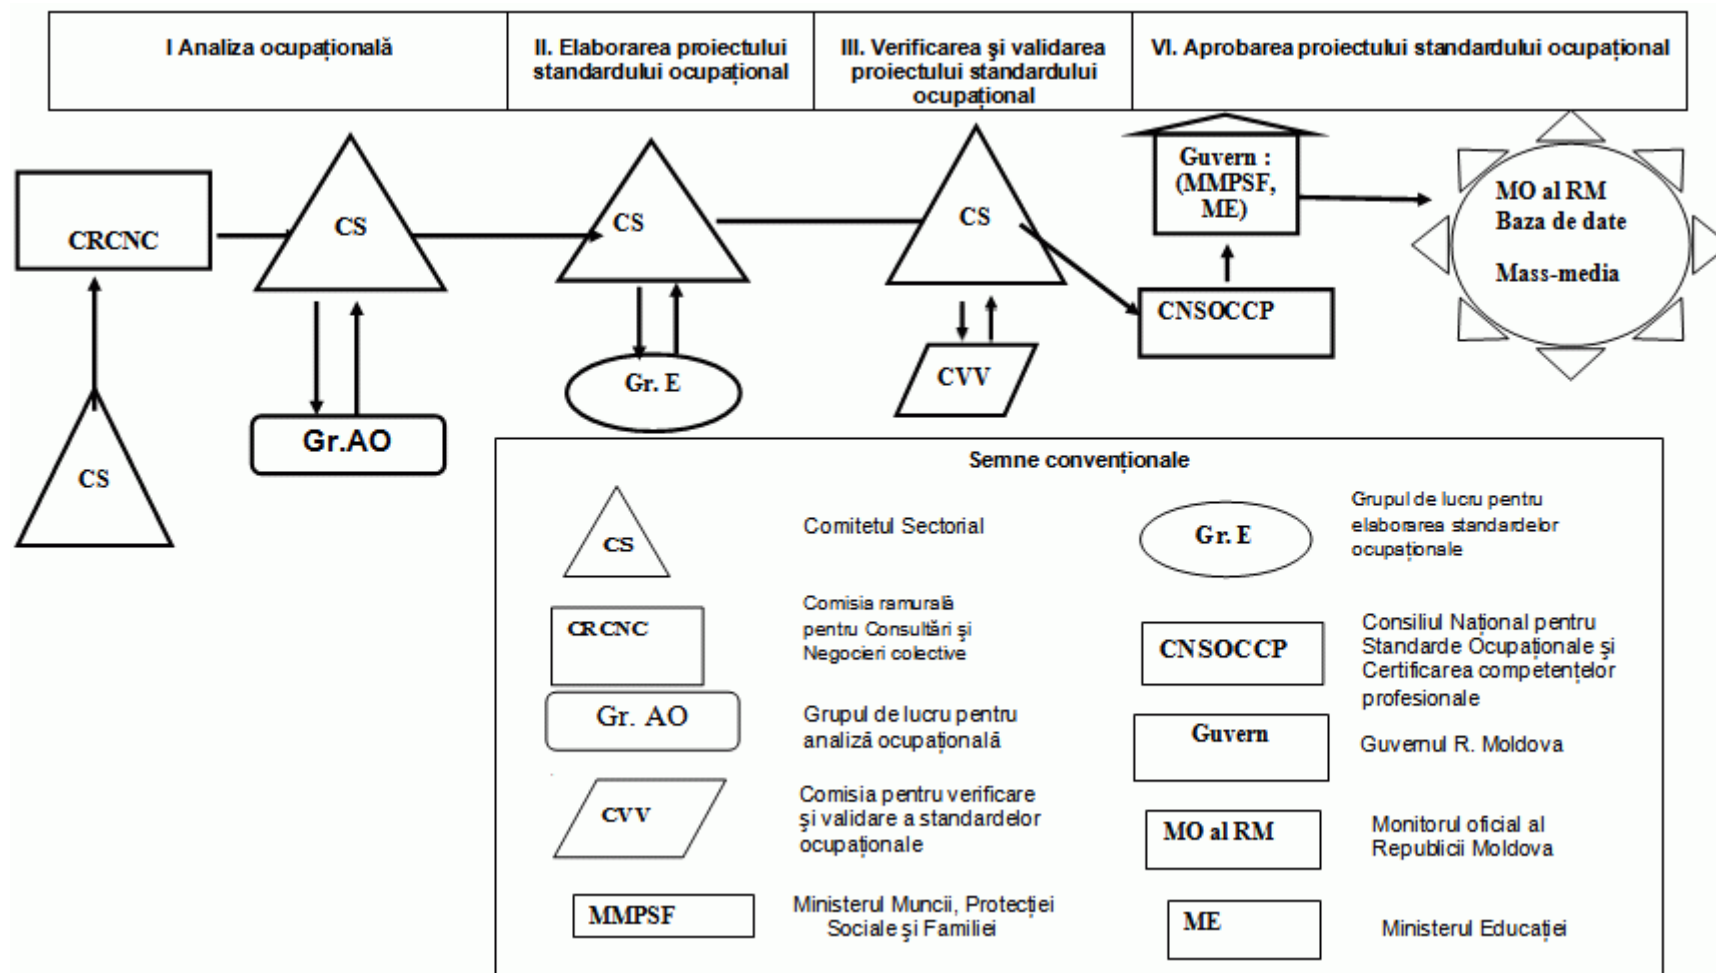 I Analiza ocupațională
II. Elaborarea proiectului
standardului ocupațional
III. Verificarea şi validarea
proiectului standardului
ocupațional
VI. Aprobarea proiectului standardului ocupațional
CRCNC
CS
CS
CS
CS
Gr.AO
Gr. E
CVV
CNSOCCP
Guvern :
(MMPSF,
ME)
MO al RM
Baza de date
Mass-media
Semne convenționale
CS
Comitetul Sectorial
CRCNC
Comisia ramurală
pentru Consultări şi
Negocieri colective
Gr. AO
Grupul de lucru pentru
analiză ocupațională
CVV
Comisia pentru verificare
şi validare a standardelor
ocupaționale
MMPSF
Ministerul Muncii, Protecției
Sociale şi Familiei
Gr. E
Grupul de lucru pentru
elaborarea standardelor
ocupaționale
CNSOCCP
Consiliul Național pentru
Standarde Ocupaționale şi
Certificarea competențelor
profesionale
Guvern
Guvernul R. Moldova
MO al RM
Monitorul oficial al
Republicii Moldova
ME
Ministerul Educației